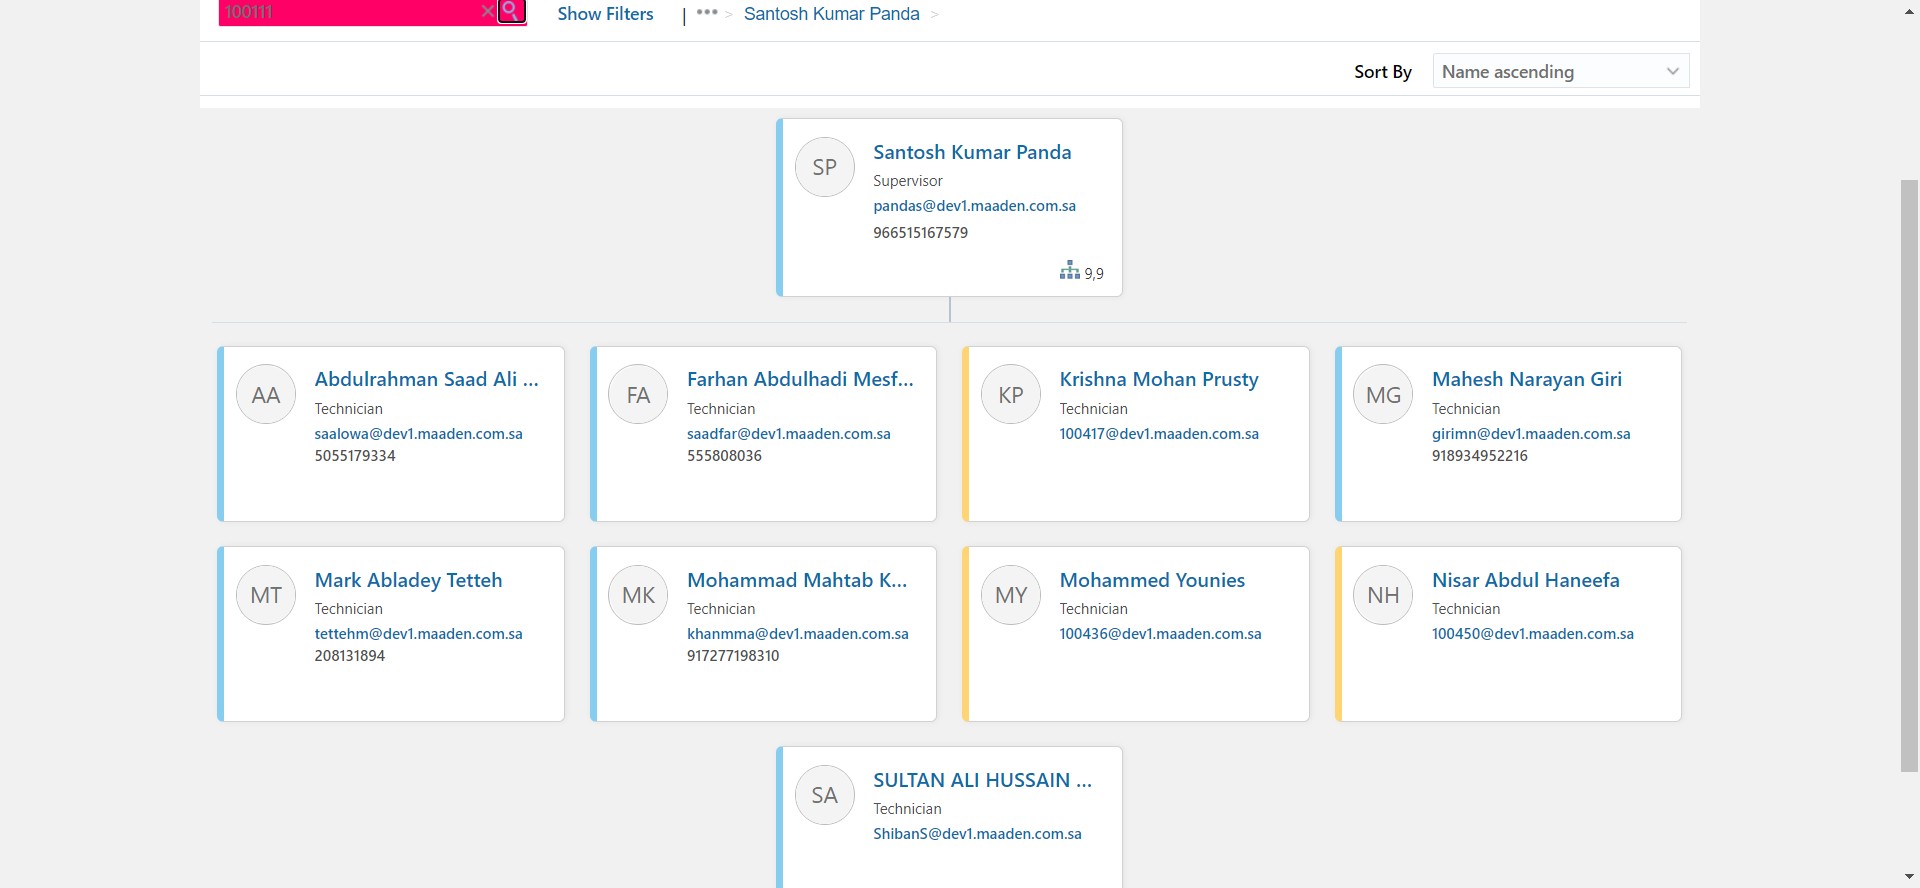 100111
Show Filters | ••• > Santosh Kumar Panda >
Sort By Name ascending
SP
Santosh Kumar Panda
Supervisor
pandas@dev1.maaden.com.sa
966515167579
9,9
AA
Abdulrahman Saad Ali ...
Technician
saalowa@dev1.maaden.com.sa
5055179334
FA
Farhan Abdulhadi Mesf...
Technician
saadfar@dev1.maaden.com.sa
555808036
KP
Krishna Mohan Prusty
Technician
100417@dev1.maaden.com.sa
MG
Mahesh Narayan Giri
Technician
girimn@dev1.maaden.com.sa
918934952216
MT
Mark Abladey Tetteh
Technician
tettehm@dev1.maaden.com.sa
208131894
MK
Mohammad Mahtab K...
Technician
khanmma@dev1.maaden.com.sa
917277198310
MY
Mohammed Younies
Technician
100436@dev1.maaden.com.sa
NH
Nisar Abdul Haneefa
Technician
100450@dev1.maaden.com.sa
SA
SULTAN ALI HUSSAIN ...
Technician
ShibanS@dev1.maaden.com.sa